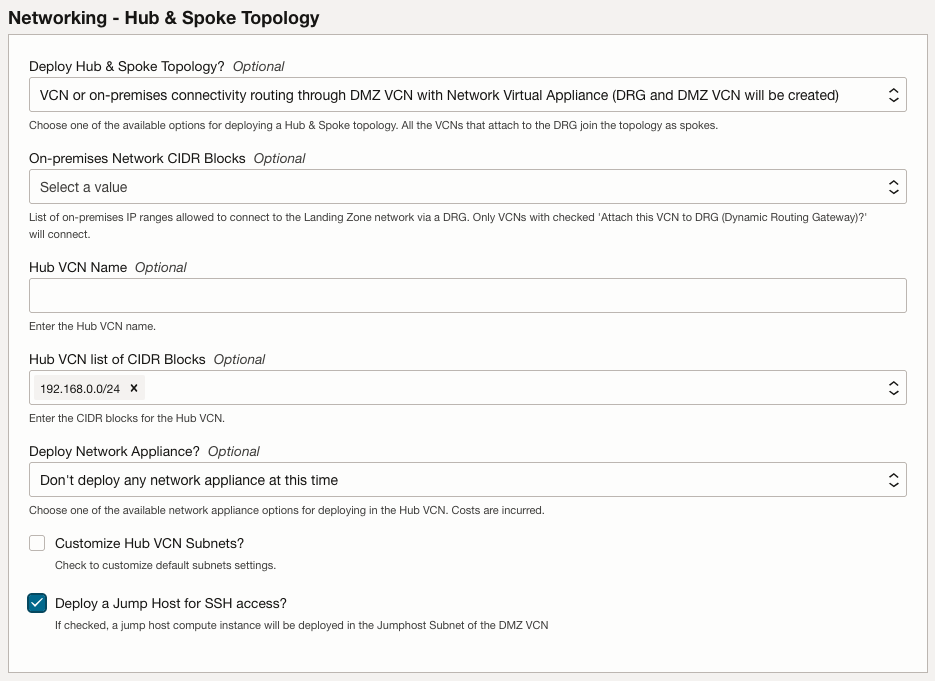 Networking - Hub & Spoke Topology
Deploy Hub & Spoke Topology? Optional
VCN or on-premises connectivity routing through DMZ VCN with Network Virtual Appliance (DRG and DMZ VCN will be created)
Choose one of the available options for deploying a Hub & Spoke topology. All the VCNs that attach to the DRG join the topology as spokes.
On-premises Network CIDR Blocks Optional
Select a value
List of on-premises IP ranges allowed to connect to the Landing Zone network via a DRG. Only VCNs with checked 'Attach this VCN to DRG (Dynamic Routing Gateway)?'
will connect.
Hub VCN Name Optional
Enter the Hub VCN name.
Hub VCN list of CIDR Blocks Optional
192.168.0.0/24 ×
Enter the CIDR blocks for the Hub VCN.
Deploy Network Appliance? Optional
Don't deploy any network appliance at this time
Choose one of the available network appliance options for deploying in the Hub VCN. Costs are incurred.
Customize Hub VCN Subnets?
Check to customize default subnets settings.
Deploy a Jump Host for SSH access?
If checked, a jump host compute instance will be deployed in the Jumphost Subnet of the DMZ VCN